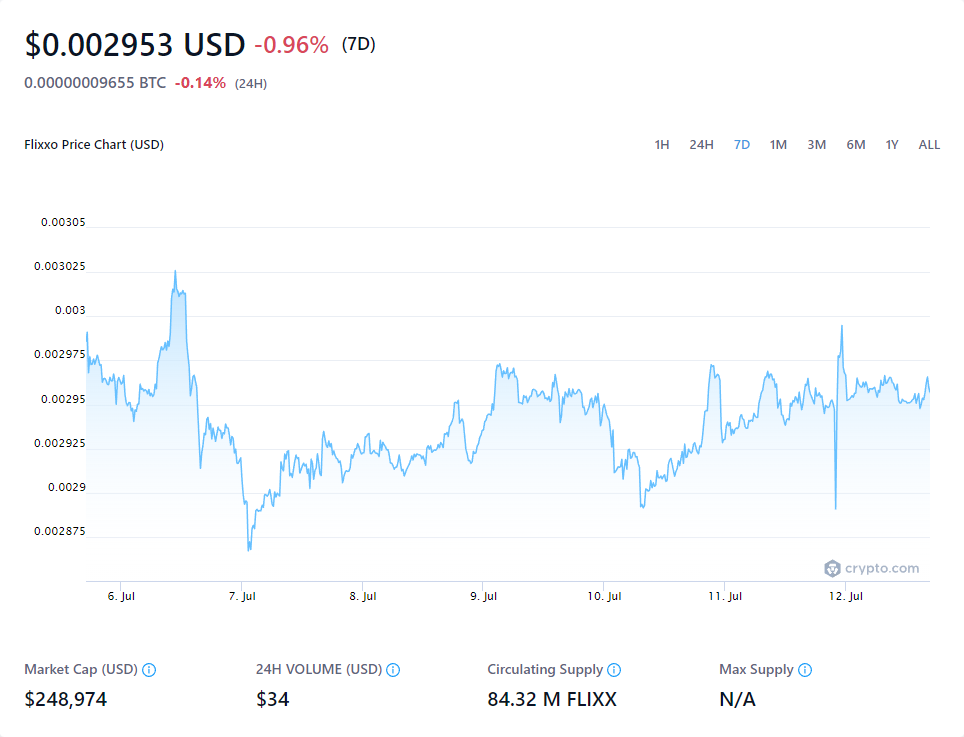 $0.002953 USD -0.96% (7D)
0.00000009655 BTC -0.14% (24H)
Flixxo Price Chart (USD) 1H 24H 7D 1M 3M 6M 1Y ALL
0.00305
0.003025
0.003
0.002975
0.00295
0.002925
0.0029
0.002875
crypto.com
6. Jul 7. Jul 8. Jul 9. Jul 10. Jul 11. Jul 12. Jul
Market Cap (USD) 24H VOLUME (USD) Circulating Supply Max Supply
$248,974 $34 84.32 M FLIXX N/A